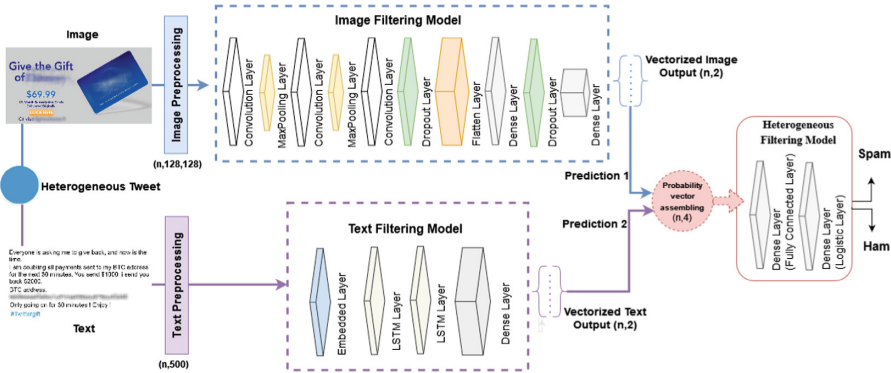 Image
Give the Gift
of
$69.99
Heterogeneous Tweet
Everyone is asking me to give back, and now is the
time.
I am doubling all payments sent to my BTC address
for the next 30 minutes. You send $1000 I send you
back $2000.
BTC address:
Only going on for 30 minutes! Enjoy!
#Twittergift
Text
Image Preprocessing
(n,128,128)
Text Preprocessing
(n,500)
Image Filtering Model
Convolution Layer
MaxPooling Layer
Convolution Layer
MaxPooling Layer
Convolution Layer
Dropout Layer
Flatten Layer
Dense Layer
Dropout Layer
Dense Layer
Text Filtering Model
Embedded Layer
LSTM Layer
LSTM Layer
Dense Layer
Vectorized Image
Output (n,2)
Prediction 1
Prediction 2
Vectorized Text
Output (n,2)
Probability
vector
assembling
(n,4)
Heterogeneous
Filtering Model
Dense Layer
(Fully Connected Layer)
Dense Layer
(Logistic Layer)
Spam
Ham